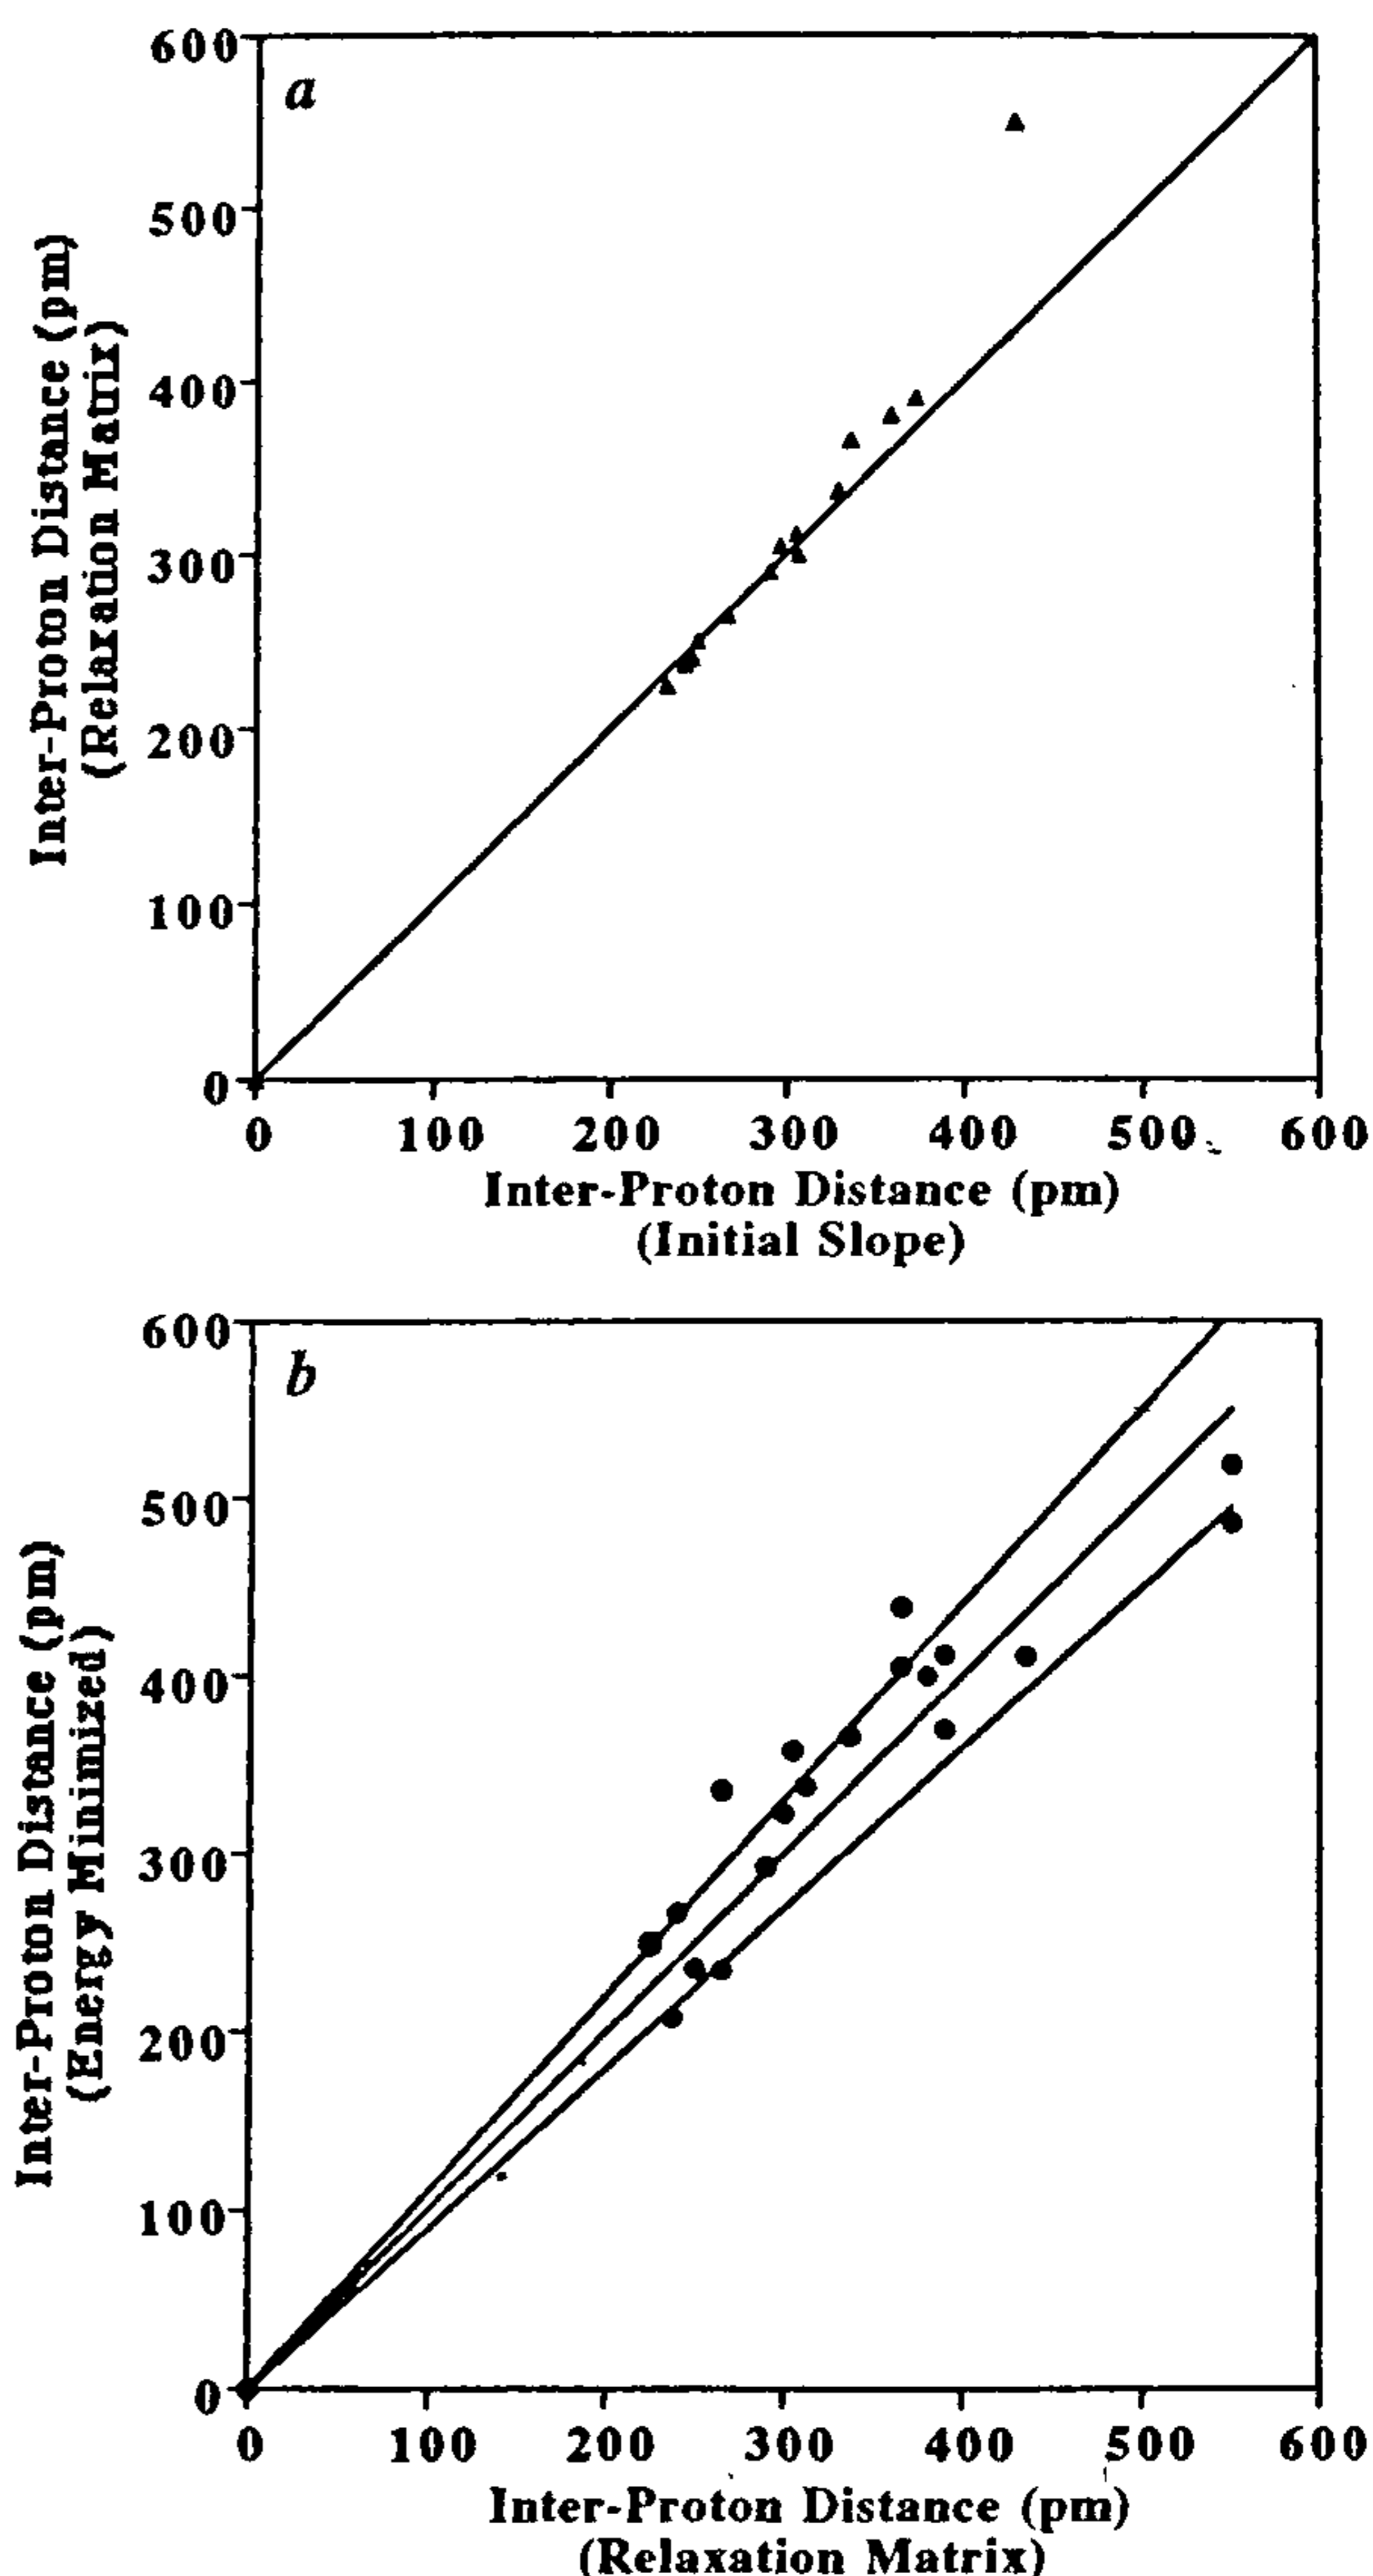 600
a
500
400
300
200
100
0
Inter-Proton Distance (pm)
(Relaxation Matrix)
0 100 200 300 400 500 600
Inter-Proton Distance (pm)
(Initial Slope)
600
b
500
400
300
200
100
0
Inter-Proton Distance (pm)
(Energy Minimized)
0 100 200 300 400 500 600
Inter-Proton Distance (pm)
(Relaxation Matrix)